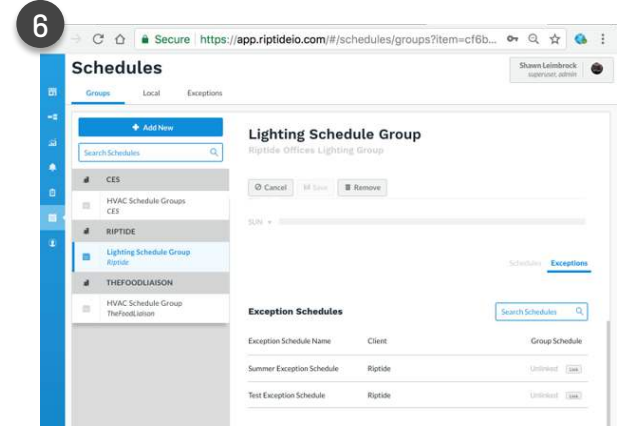 6
Secure https://app.riptideio.com/#/schedules/groups?item=cf6b...
Schedules
Shawn Leimbrock
superuser, admin
Groups Local Exceptions
+ Add New
Search Schedules
CES
HVAC Schedule Groups
CES
RIPTIDE
Lighting Schedule Group
Riptide
THEFOODLIAISON
HVAC Schedule Group
TheFoodLiaison
Lighting Schedule Group
Riptide Offices Lighting Group
Cancel Save Remove
SUN +
Schedules Exceptions
Exception Schedules
Search Schedules
Exception Schedule Name Client Group Schedule
Summer Exception Schedule Riptide Unlinked Link
Test Exception Schedule Riptide Unlinked Link